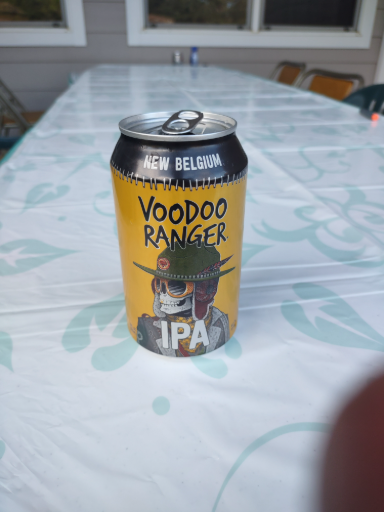 NEW BELGIUM
VOODOO
RANGER
IPA